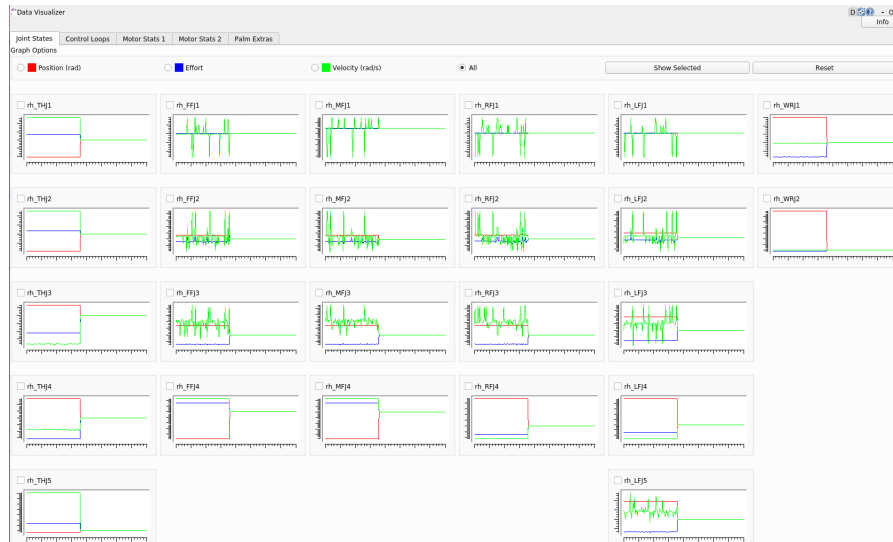 Data Visualizer
D - O
Info
Joint States Control Loops Motor Stats 1 Motor Stats 2 Palm Extras
Graph Options
Position (rad) Effort Velocity (rad/s) All Show Selected Reset
rh_THJ1 rh_FFJ1 rh_MFJ1 rh_RFJ1 rh_LFJ1 rh_WRJ1
rh_THJ2 rh_FFJ2 rh_MFJ2 rh_RFJ2 rh_LFJ2 rh_WRJ2
rh_THJ3 rh_FFJ3 rh_MFJ3 rh_RFJ3 rh_LFJ3
rh_THJ4 rh_FFJ4 rh_MFJ4 rh_RFJ4 rh_LFJ4
rh_THJ5 rh_LFJ5